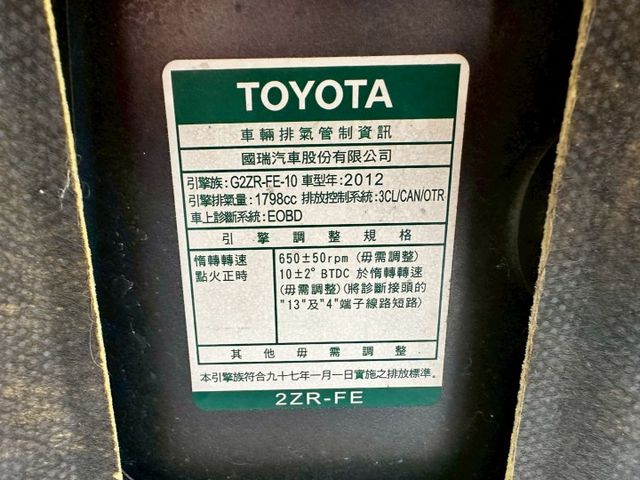 TOYOTA
車輛排氣管制資訊
國瑞汽車股份有限公司
引擎族:G2ZR-FE-10 車型年:2012
引擎排氣量:1798cc 排放控制系統:3CL/CAN/OTR
車上診斷系統:EOBD
引擎調整規格
惰轉轉速 650±50rpm (毋需調整)
點火正時 10±2° BTDC 於惰轉轉速
(毋需調整)(將診斷接頭的
"13"及"4"端子線路短路)
其他毋需調整
本引擎族符合九十七年一月一日實施之排放標準。
2ZR-FE